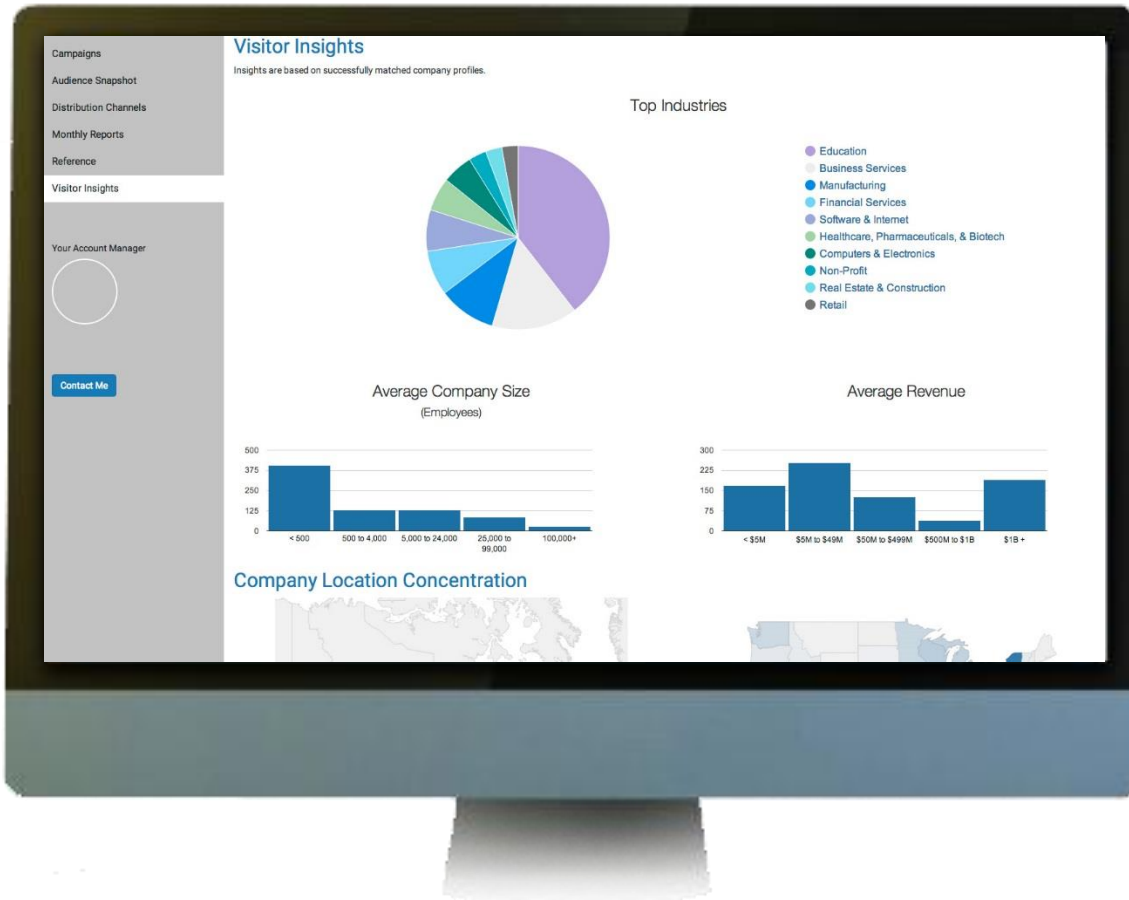 Campaigns
Audience Snapshot
Distribution Channels
Monthly Reports
Reference
Visitor Insights
Your Account Manager
Contact Me
Visitor Insights
Insights are based on successfully matched company profiles.
Top Industries
Education
Business Services
Manufacturing
Financial Services
Software & Internet
Healthcare, Pharmaceuticals, & Biotech
Computers & Electronics
Non-Profit
Real Estate & Construction
Retail
Average Company Size
(Employees)
500
375
250
125
0
< 500 500 to 4,000 5,000 to 24,000 25,000 to 99,000 100,000+
Average Revenue
300
225
150
75
0
< $5M $5M to $49M $50M to $499M $500M to $1B $1B +
Company Location Concentration